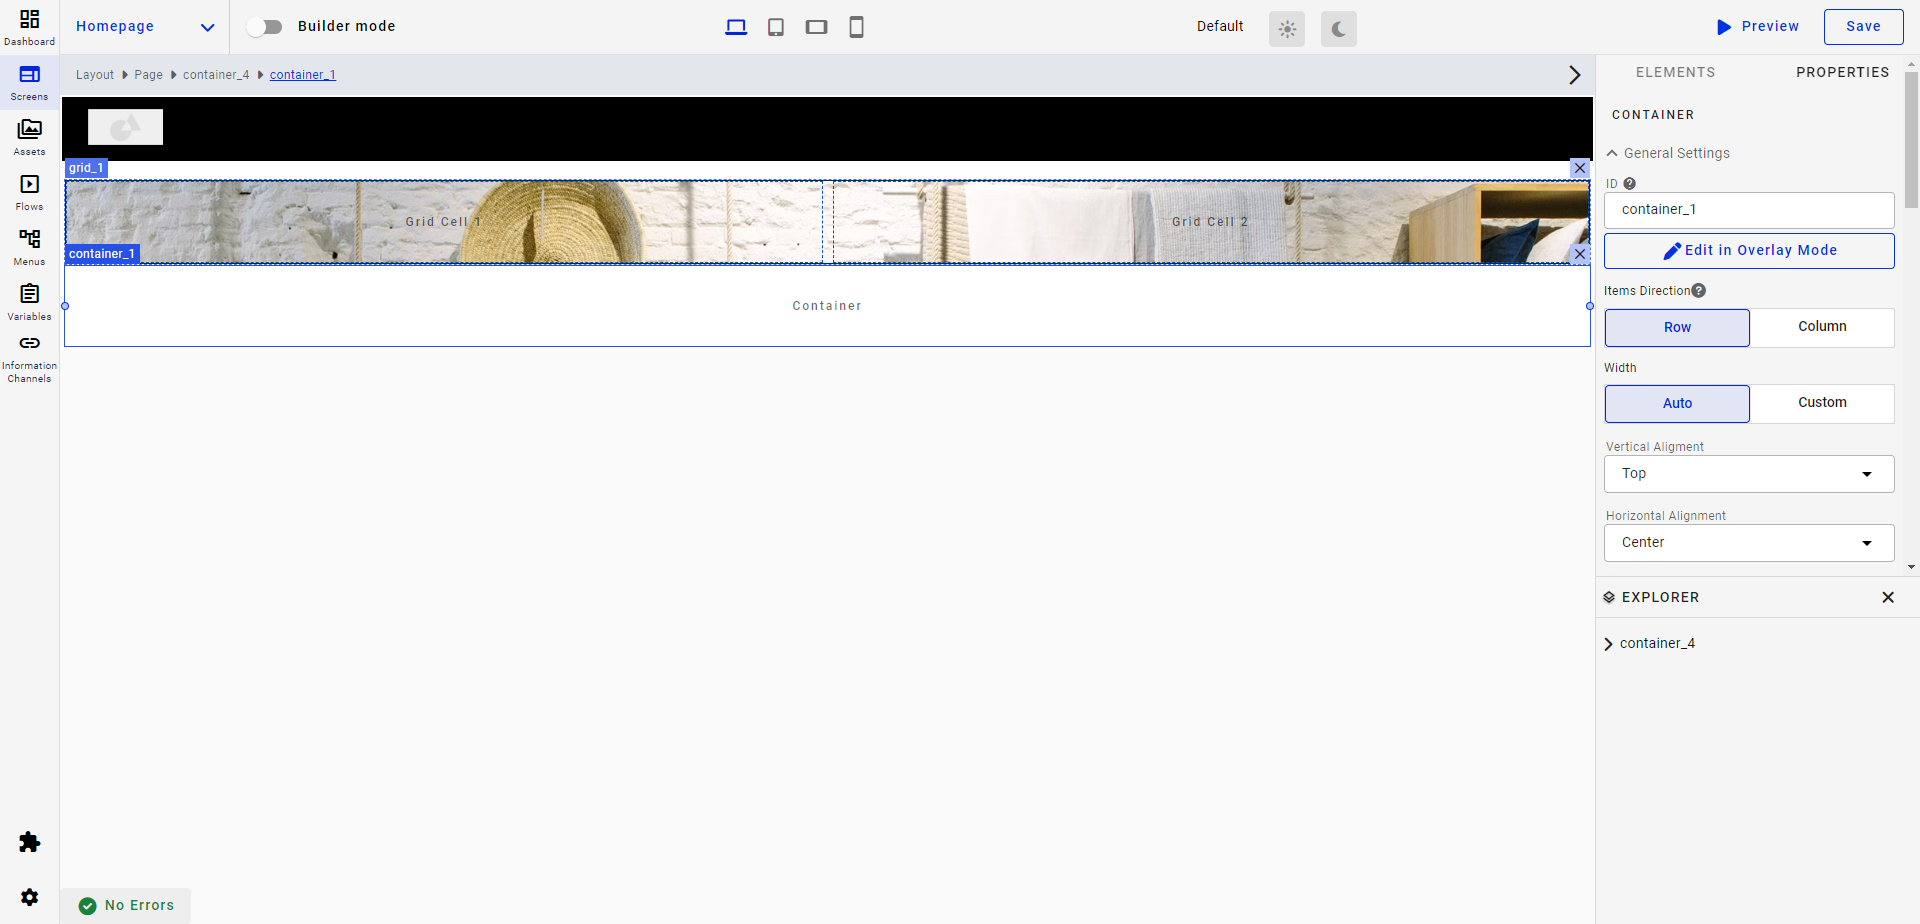 Dashboard
Homepage
Builder mode
Default
Preview
Save
Screens
Assets
Flows
Menus
Variables
Information
Channels
Layout Page container_4 container_1
grid_1
Grid Cell 1
Grid Cell 2
container_1
Container
No Errors
ELEMENTS
PROPERTIES
CONTAINER
General Settings
ID
container_1
Edit in Overlay Mode
Items Direction
Row
Column
Width
Auto
Custom
Vertical Aligment
Top
Horizontal Alignment
Center
EXPLORER
container_4